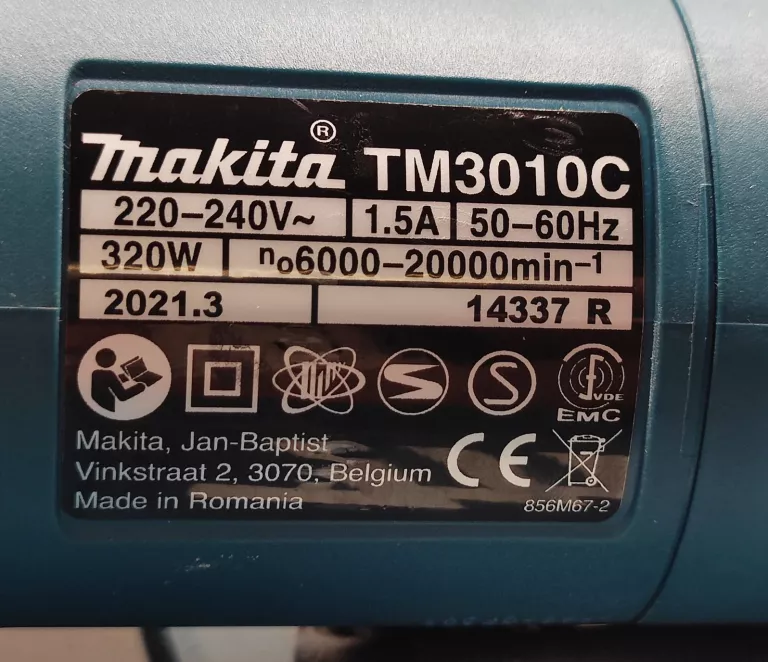 makita® TM3010C
220–240V~ 1.5A 50–60Hz
320W n₀6000–20000min⁻¹
2021.3 14337 R
VDE
EMC
Makita, Jan-Baptist
Vinkstraat 2, 3070, Belgium
Made in Romania
CE
856M67-2